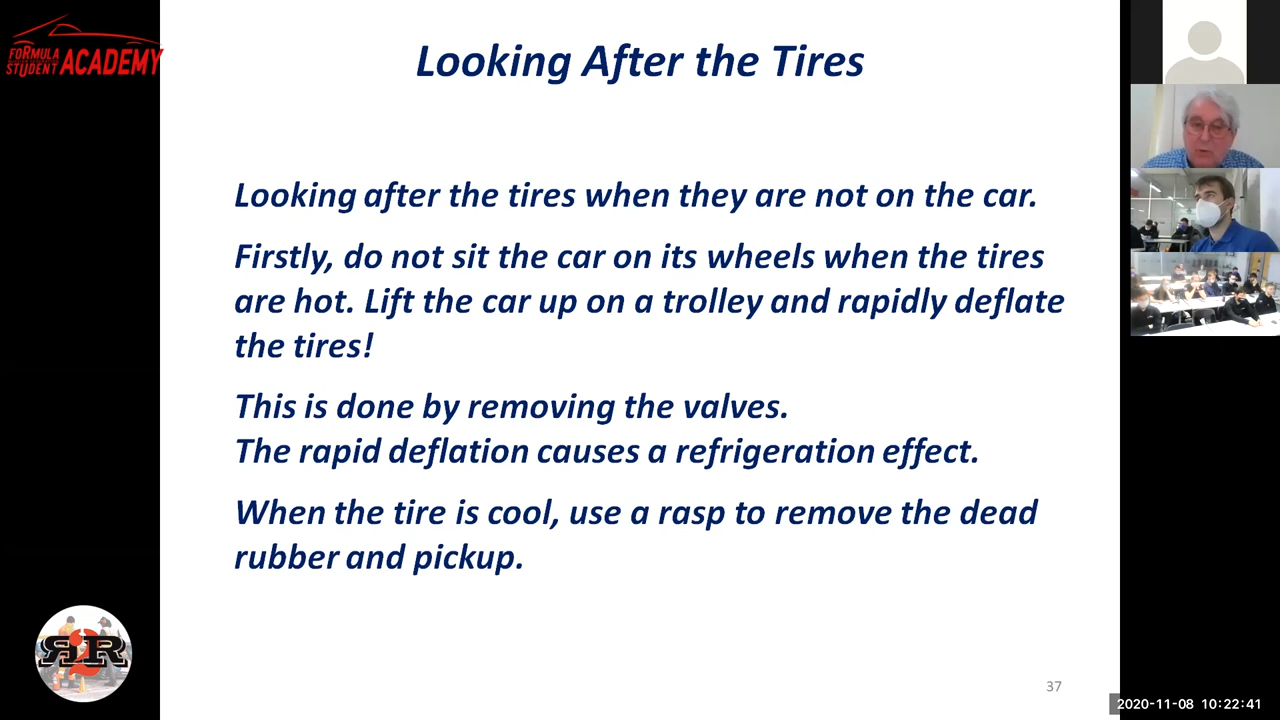 FORMULA
STUDENT ACADEMY
Looking After the Tires
Looking after the tires when they are not on the car.
Firstly, do not sit the car on its wheels when the tires
are hot. Lift the car up on a trolley and rapidly deflate
the tires!
This is done by removing the valves.
The rapid deflation causes a refrigeration effect.
When the tire is cool, use a rasp to remove the dead
rubber and pickup.
R2R
37
2020-11-08 10:22:41